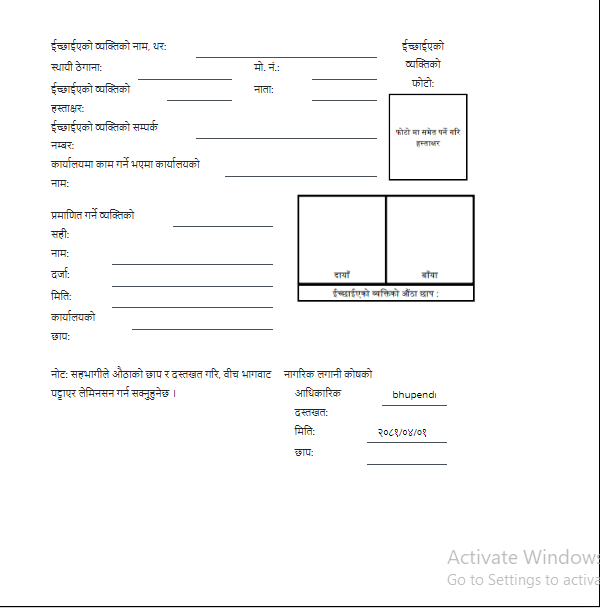 ईच्छाईएको व्यक्तिको नाम, थर:
ईच्छाईएको व्यक्तिको फोटो:
स्थायी ठेगाना:
मो. नं.:
ईच्छाईएको व्यक्तिको हस्ताक्षर:
नाता:
फोटो मा समेत पर्ने गरि हस्ताक्षर
ईच्छाईएको व्यक्तिको सम्पर्क नम्बर:
कार्यालयमा काम गर्ने भएमा कार्यालयको नाम:
प्रमाणित गर्ने व्यक्तिको सही:
नाम:
दर्जा:
मिति:
कार्यालयको छाप:
दायाँ
बाँया
ईच्छाईएको व्यक्तिको औंठा छाप :
नोट: सहभागीले औठाको छाप र दस्तखत गरि, वीच भागवाट
पट्टाएर लेमिनसन गर्न सक्नुहुनेछ ।
नागरिक लगानी कोषको
आधिकारिक दस्तखत:
bhupendi
मिति:
२०८१/०४/०१
छाप:
Activate Windows
Go to Settings to activa